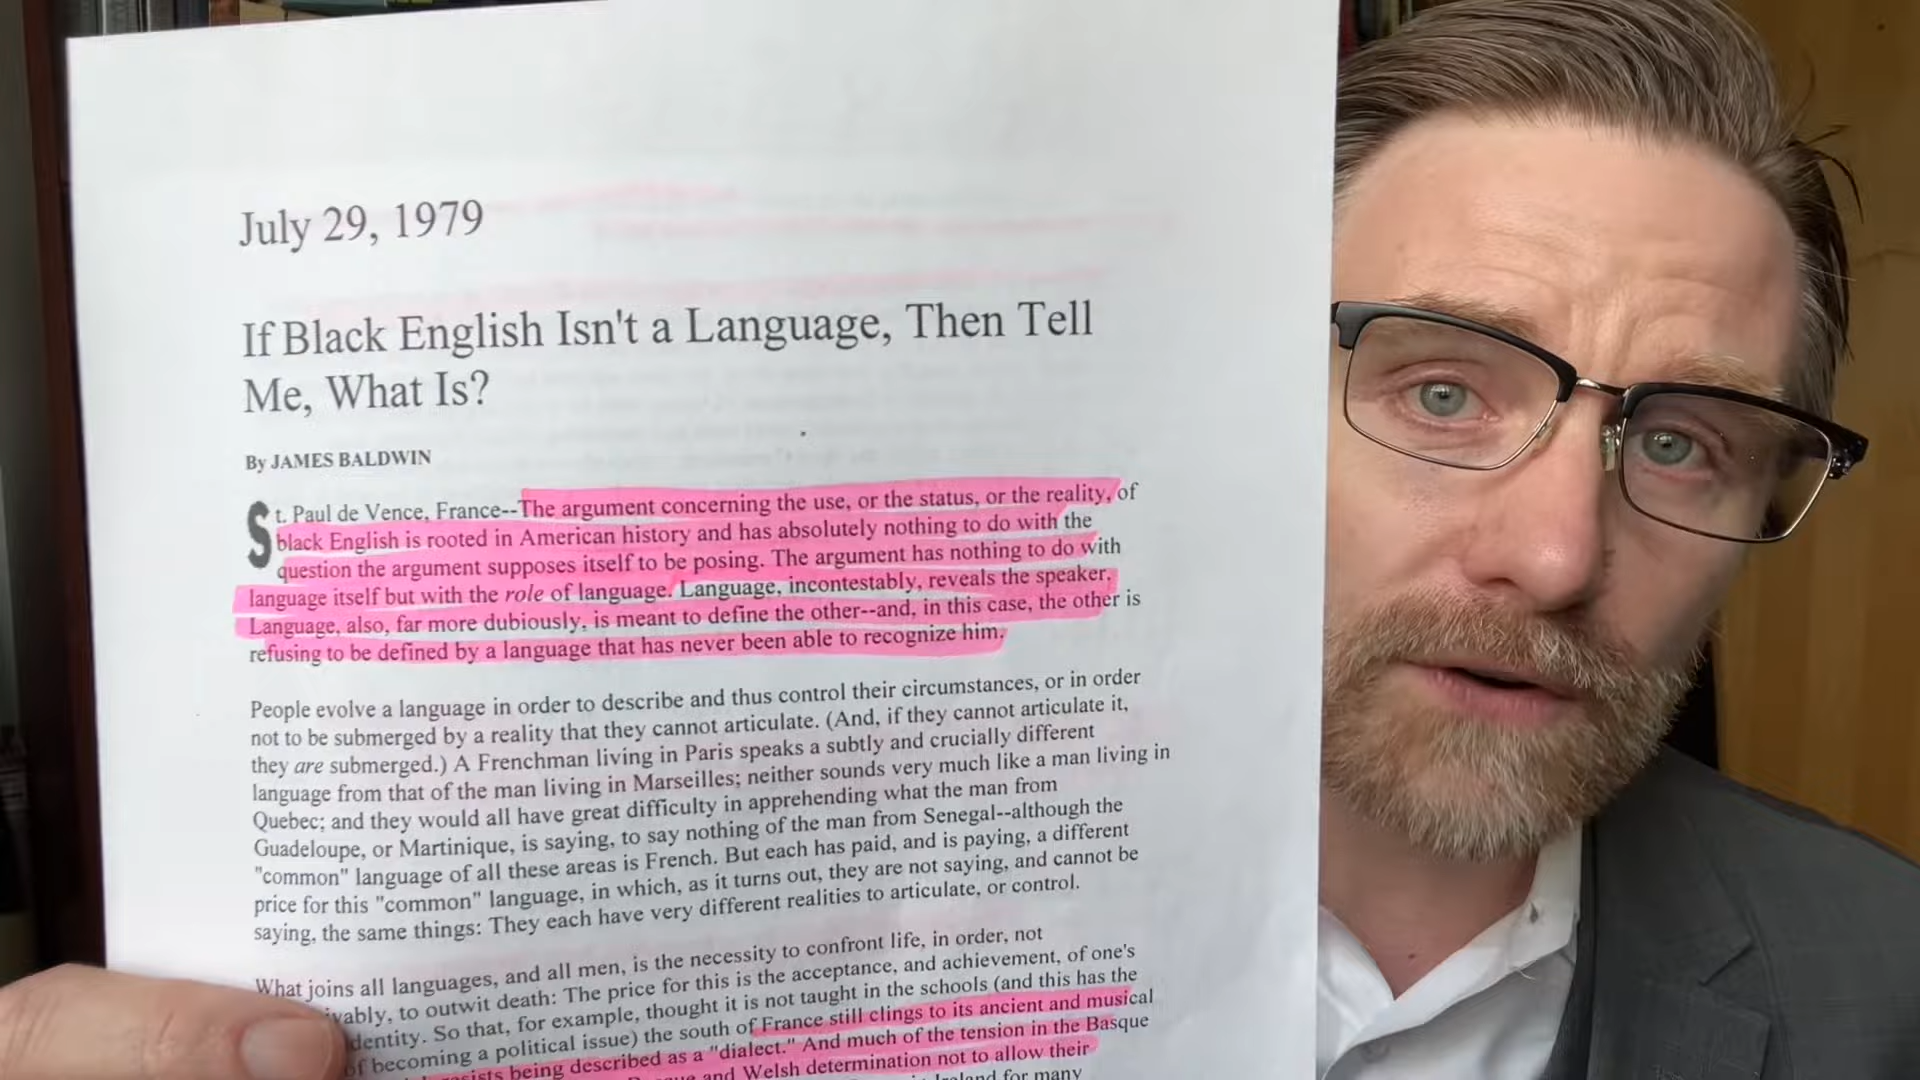 July 29, 1979
If Black English Isn't a Language, Then Tell
Me, What Is?
By JAMES BALDWIN
St. Paul de Vence, France--The argument concerning the use, or the status, or the reality, of
black English is rooted in American history and has absolutely nothing to do with the
question the argument supposes itself to be posing. The argument has nothing to do with
language itself but with the role of language. Language, incontestably, reveals the speaker.
Language, also, far more dubiously, is meant to define the other--and, in this case, the other is
refusing to be defined by a language that has never been able to recognize him.
People evolve a language in order to describe and thus control their circumstances, or in order
not to be submerged by a reality that they cannot articulate. (And, if they cannot articulate it,
they are submerged.) A Frenchman living in Paris speaks a subtly and crucially different
language from that of the man living in Marseilles; neither sounds very much like a man living in
Quebec; and they would all have great difficulty in apprehending what the man from
Guadeloupe, or Martinique, is saying, to say nothing of the man from Senegal--although the
"common" language of all these areas is French. But each has paid, and is paying, a different
price for this "common" language, in which, as it turns out, they are not saying, and cannot be
saying, the same things: They each have very different realities to articulate, or control.
What joins all languages, and all men, is the necessity to confront life, in order, not
to outwit death: The price for this is the acceptance, and achievement, of one's
So that, for example, thought it is not taught in the schools (and this has the
of becoming a political issue) the south of France still clings to its ancient and musical
being described as a "dialect." And much of the tension in the Basque
and Welsh determination not to allow their
for many